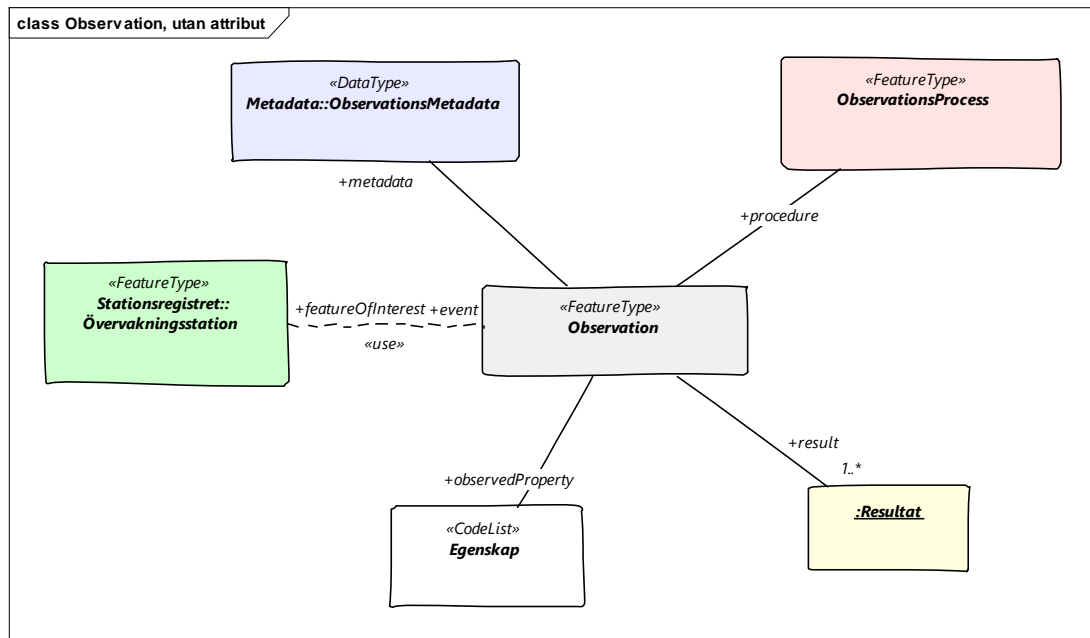 class Observation, utan attribut
«DataType»
Metadata::ObservationsMetadata
«FeatureType»
ObservationsProcess
+metadata
+procedure
«FeatureType»
Stationsregistret::
Övervakningsstation
+featureOfInterest +event
«use»
«FeatureType»
Observation
+result
1..*
+observedProperty
«CodeList»
Egenskap
:Resultat